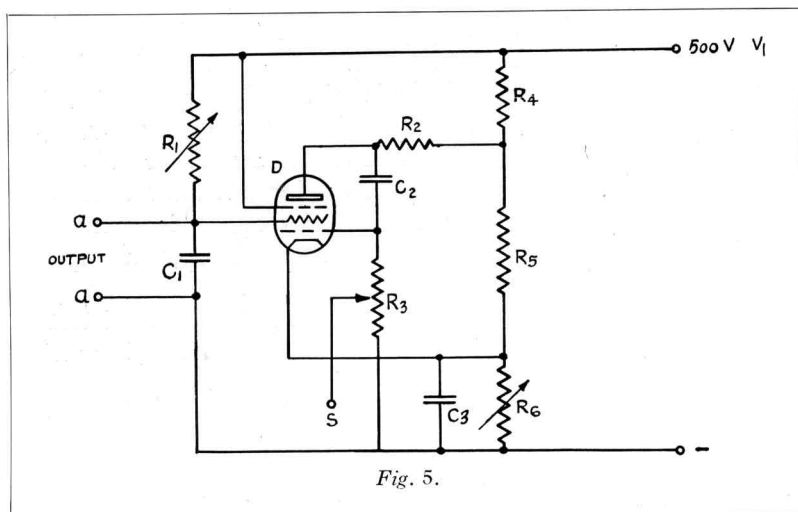 500 V V1
R4
R1
R2
D
C2
a
OUTPUT
C1
R5
a
R3
S
C3
R6
–
Fig. 5.